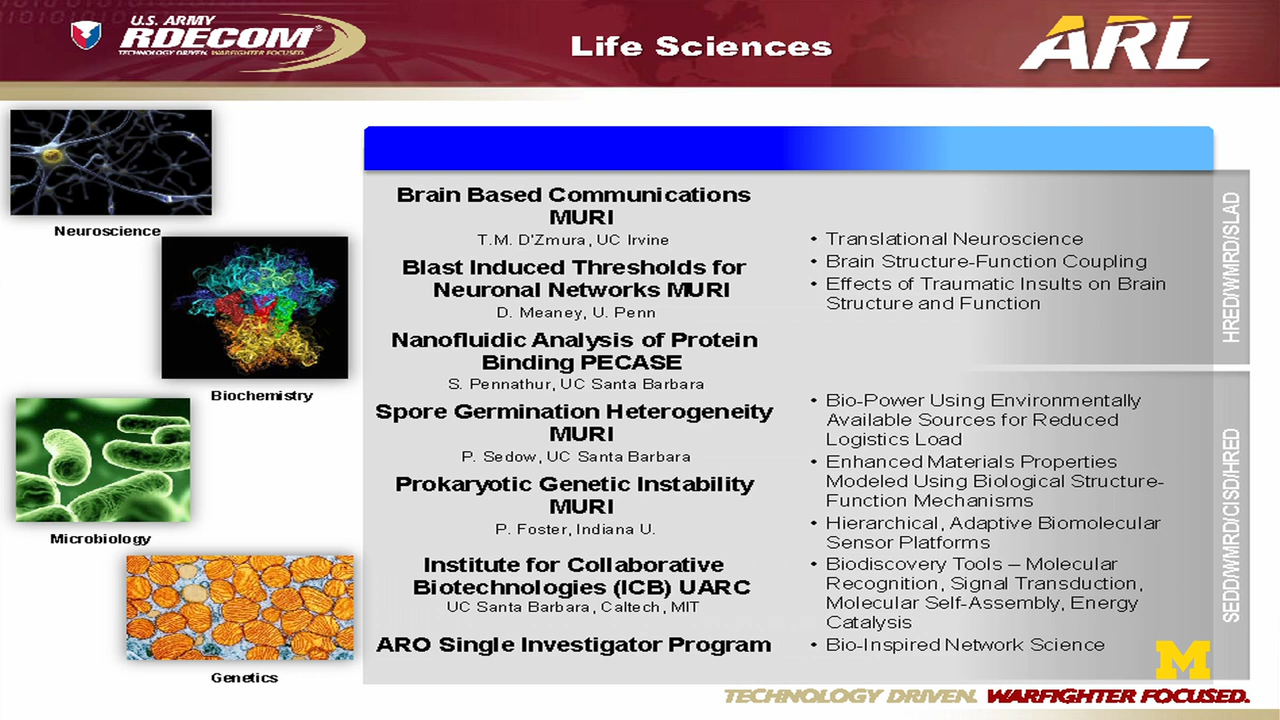 U.S. ARMY
RDECOM®
TECHNOLOGY DRIVEN. WARFIGHTER FOCUSED.
Life Sciences
ARL
Neuroscience
Biochemistry
Microbiology
Genetics
Brain Based Communications
MURI
T.M. D'Zmura, UC Irvine
Blast Induced Thresholds for
Neuronal Networks MURI
D. Meaney, U. Penn
Nanofluidic Analysis of Protein
Binding PECASE
S. Pennathur, UC Santa Barbara
Spore Germination Heterogeneity
MURI
P. Sedow, UC Santa Barbara
Prokaryotic Genetic Instability
MURI
P. Foster, Indiana U.
Institute for Collaborative
Biotechnologies (ICB) UARC
UC Santa Barbara, Caltech, MIT
ARO Single Investigator Program
• Translational Neuroscience
• Brain Structure-Function Coupling
• Effects of Traumatic Insults on Brain
Structure and Function
HRED/WMRD/SLAD
• Bio-Power Using Environmentally
Available Sources for Reduced
Logistics Load
• Enhanced Materials Properties
Modeled Using Biological Structure-
Function Mechanisms
• Hierarchical, Adaptive Biomolecular
Sensor Platforms
• Biodiscovery Tools – Molecular
Recognition, Signal Transduction,
Molecular Self-Assembly, Energy
Catalysis
• Bio-Inspired Network Science
SEDD/WMRD/CISD/HRED
M
TECHNOLOGY DRIVEN. WARFIGHTER FOCUSED.